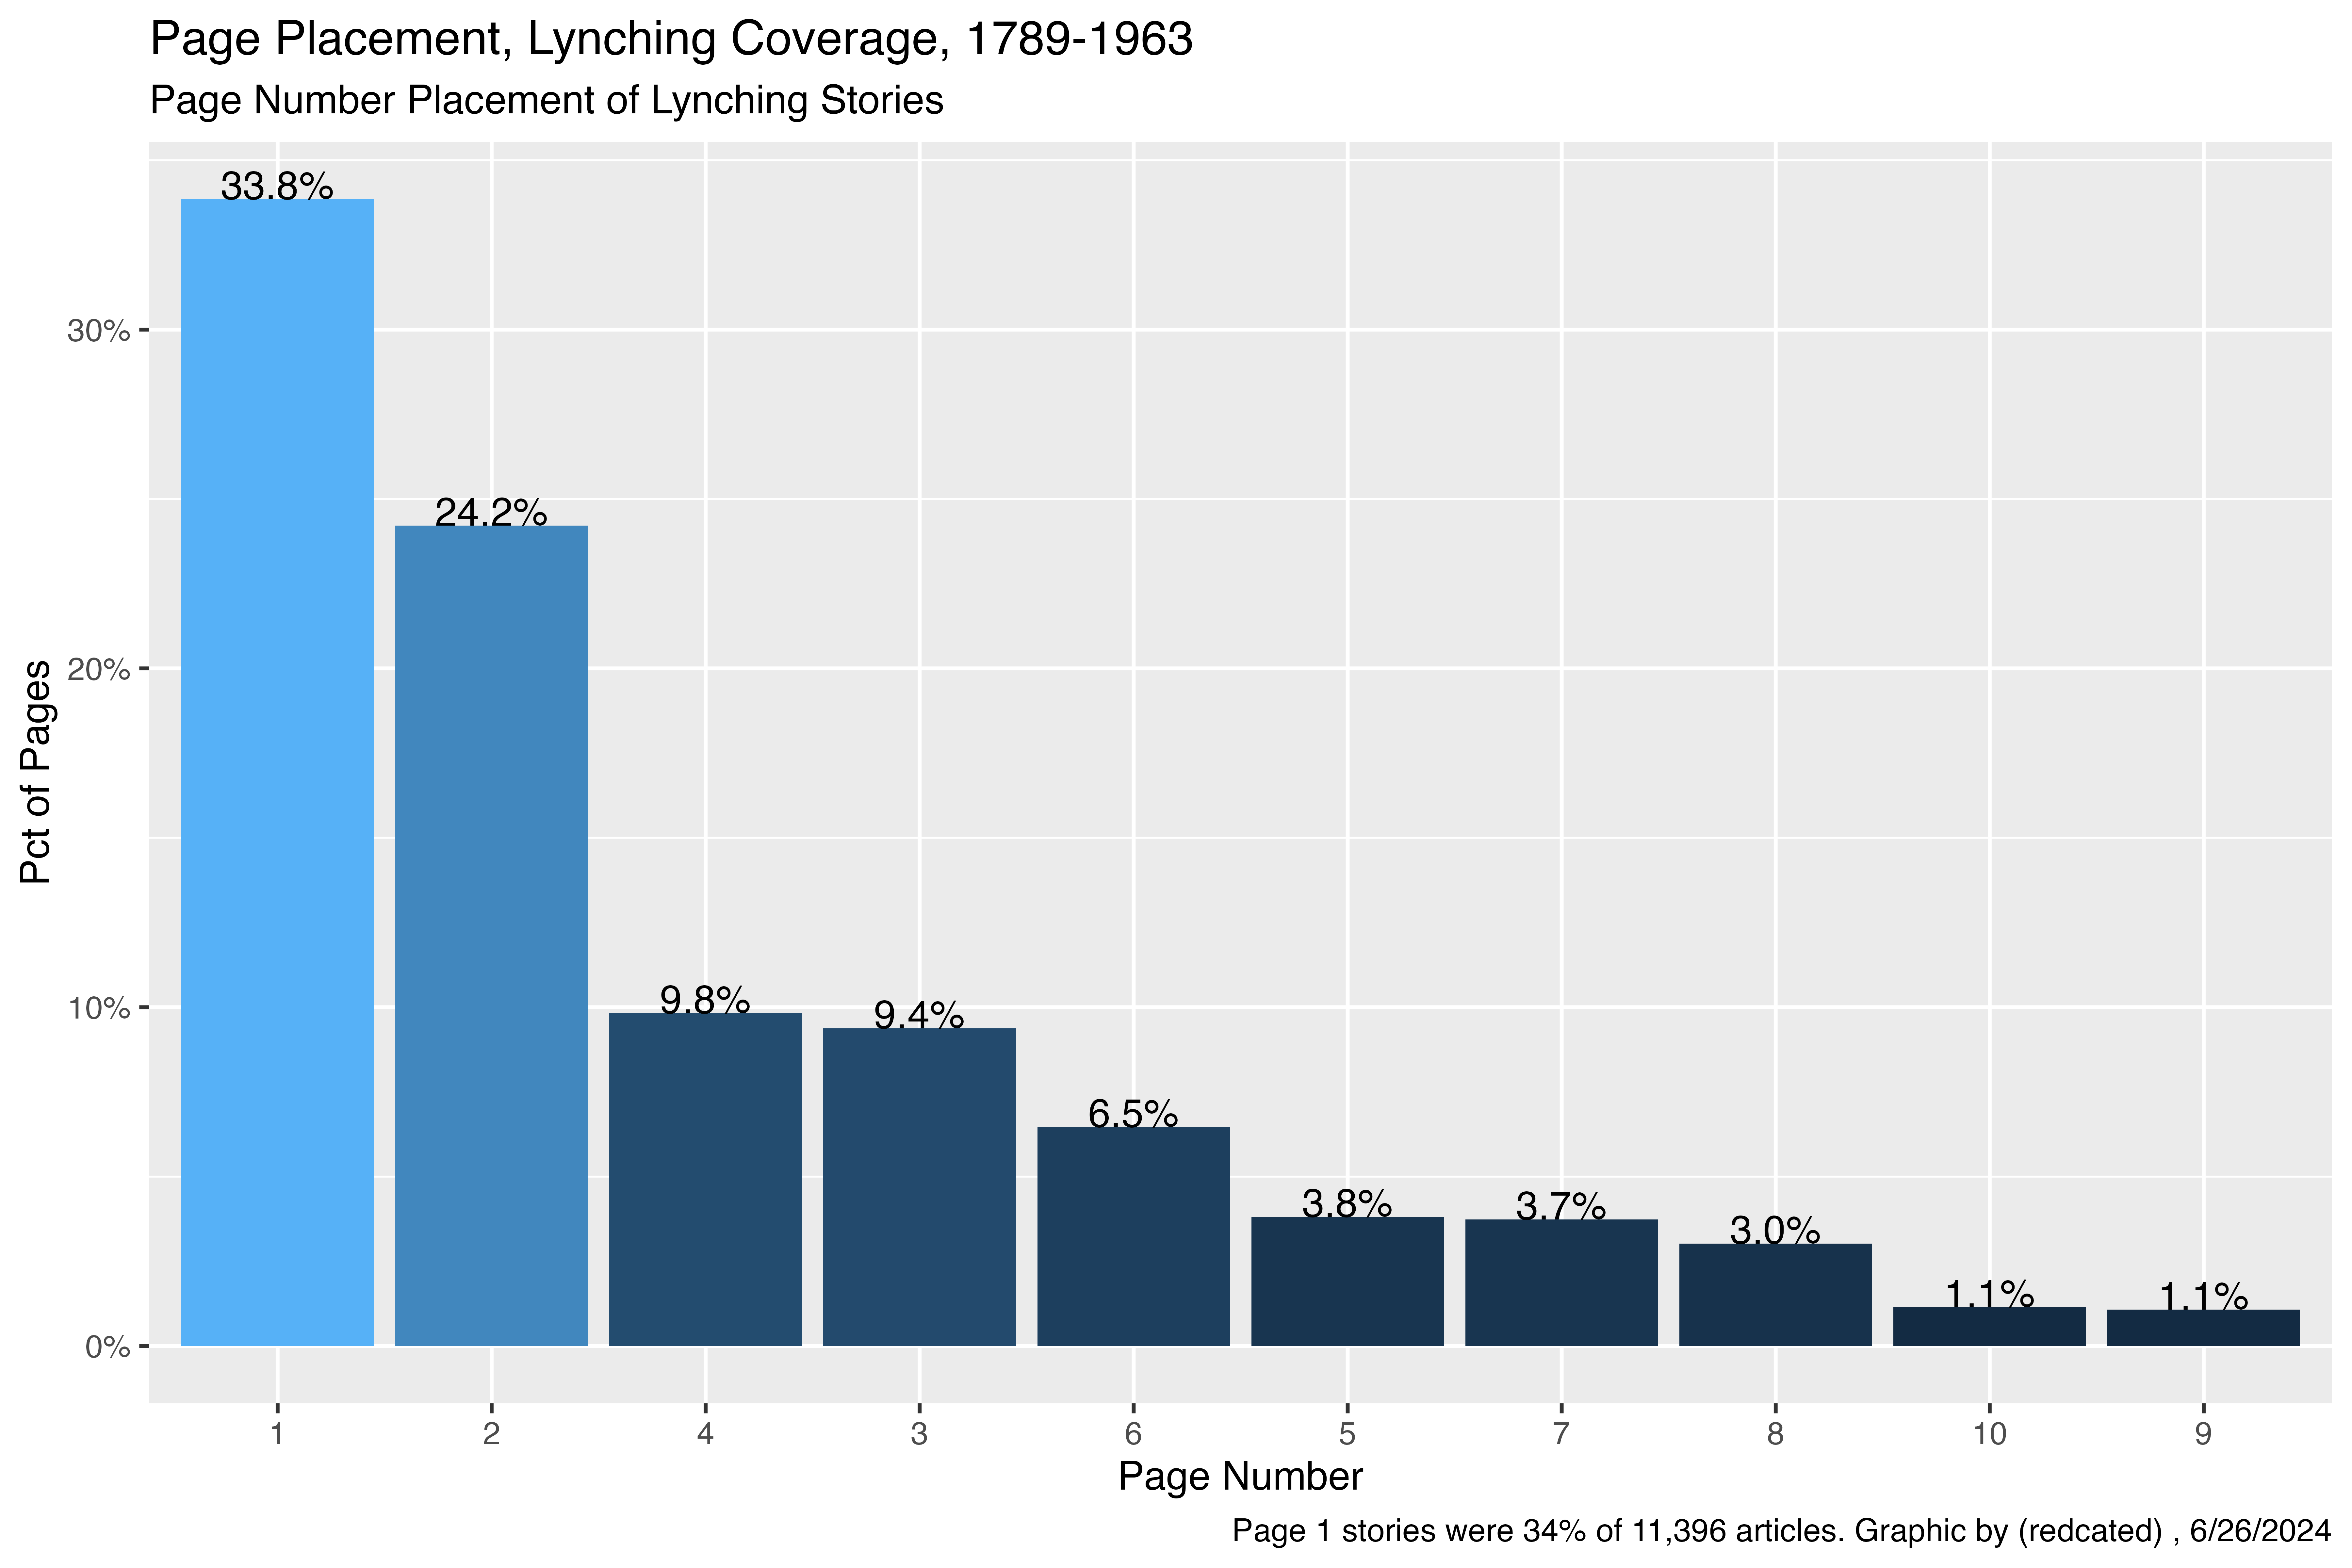 Page Placement, Lynching Coverage, 1789-1963
Page Number Placement of Lynching Stories
33.8%
24.2%
9.8%
9.4%
6.5%
3.8%
3.7%
3.0%
1.1%
1.1%
30%
20%
10%
0%
Pct of Pages
1 2 4 3 6 5 7 8 10 9
Page Number
Page 1 stories were 34% of 11,396 articles. Graphic by (redcated) , 6/26/2024